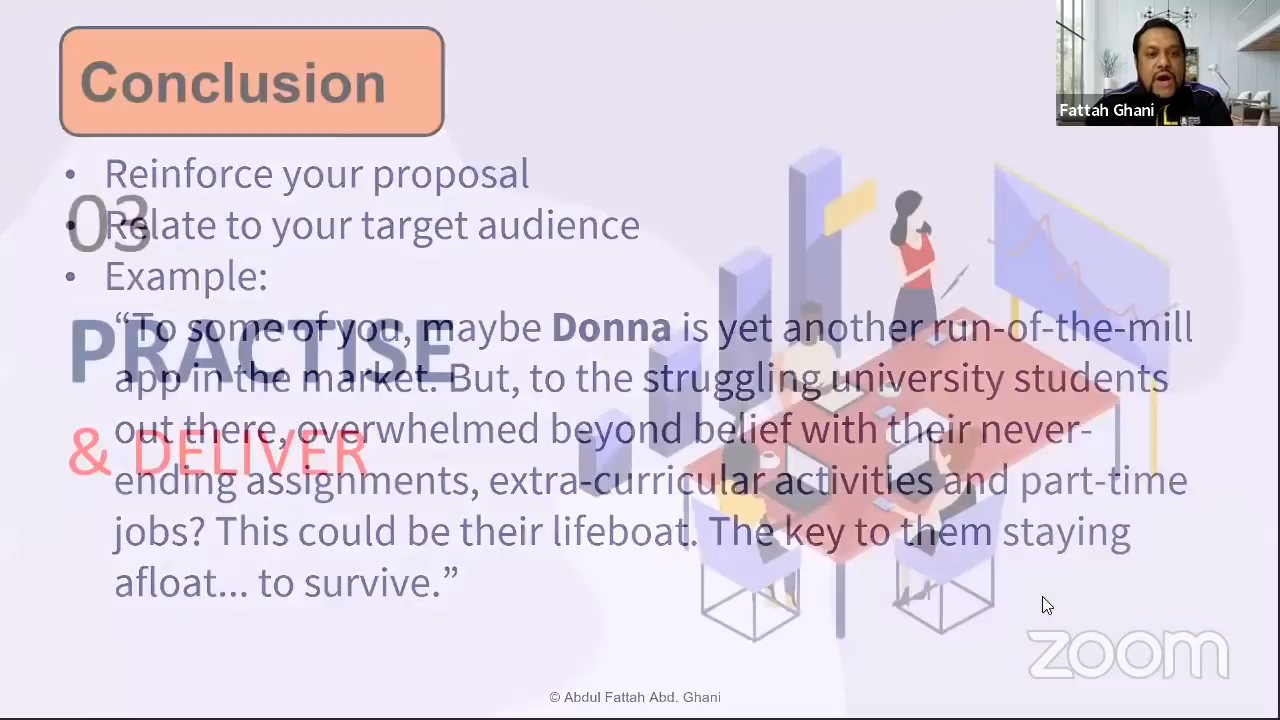 Conclusion
Fattah Ghani
• Reinforce your proposal
03
• Relate to your target audience
• Example:
“To some of you, maybe Donna is yet another run-of-the-mill
PRACTISE
app in the market. But, to the struggling university students
out there, overwhelmed beyond belief with their never-
& DELIVER
ending assignments, extra-curricular activities and part-time
jobs? This could be their lifeboat. The key to them staying
afloat... to survive.”
zoom
© Abdul Fattah Abd. Ghani